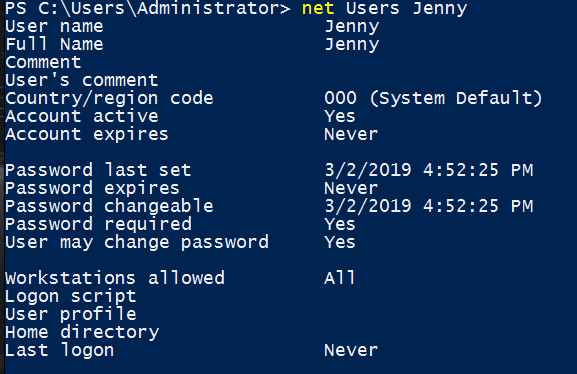 PS C:\Users\Administrator> net Users Jenny
User name Jenny
Full Name Jenny
Comment
User's comment
Country/region code 000 (System Default)
Account active Yes
Account expires Never
Password last set 3/2/2019 4:52:25 PM
Password expires Never
Password changeable 3/2/2019 4:52:25 PM
Password required Yes
User may change password Yes
Workstations allowed All
Logon script
User profile
Home directory
Last logon Never